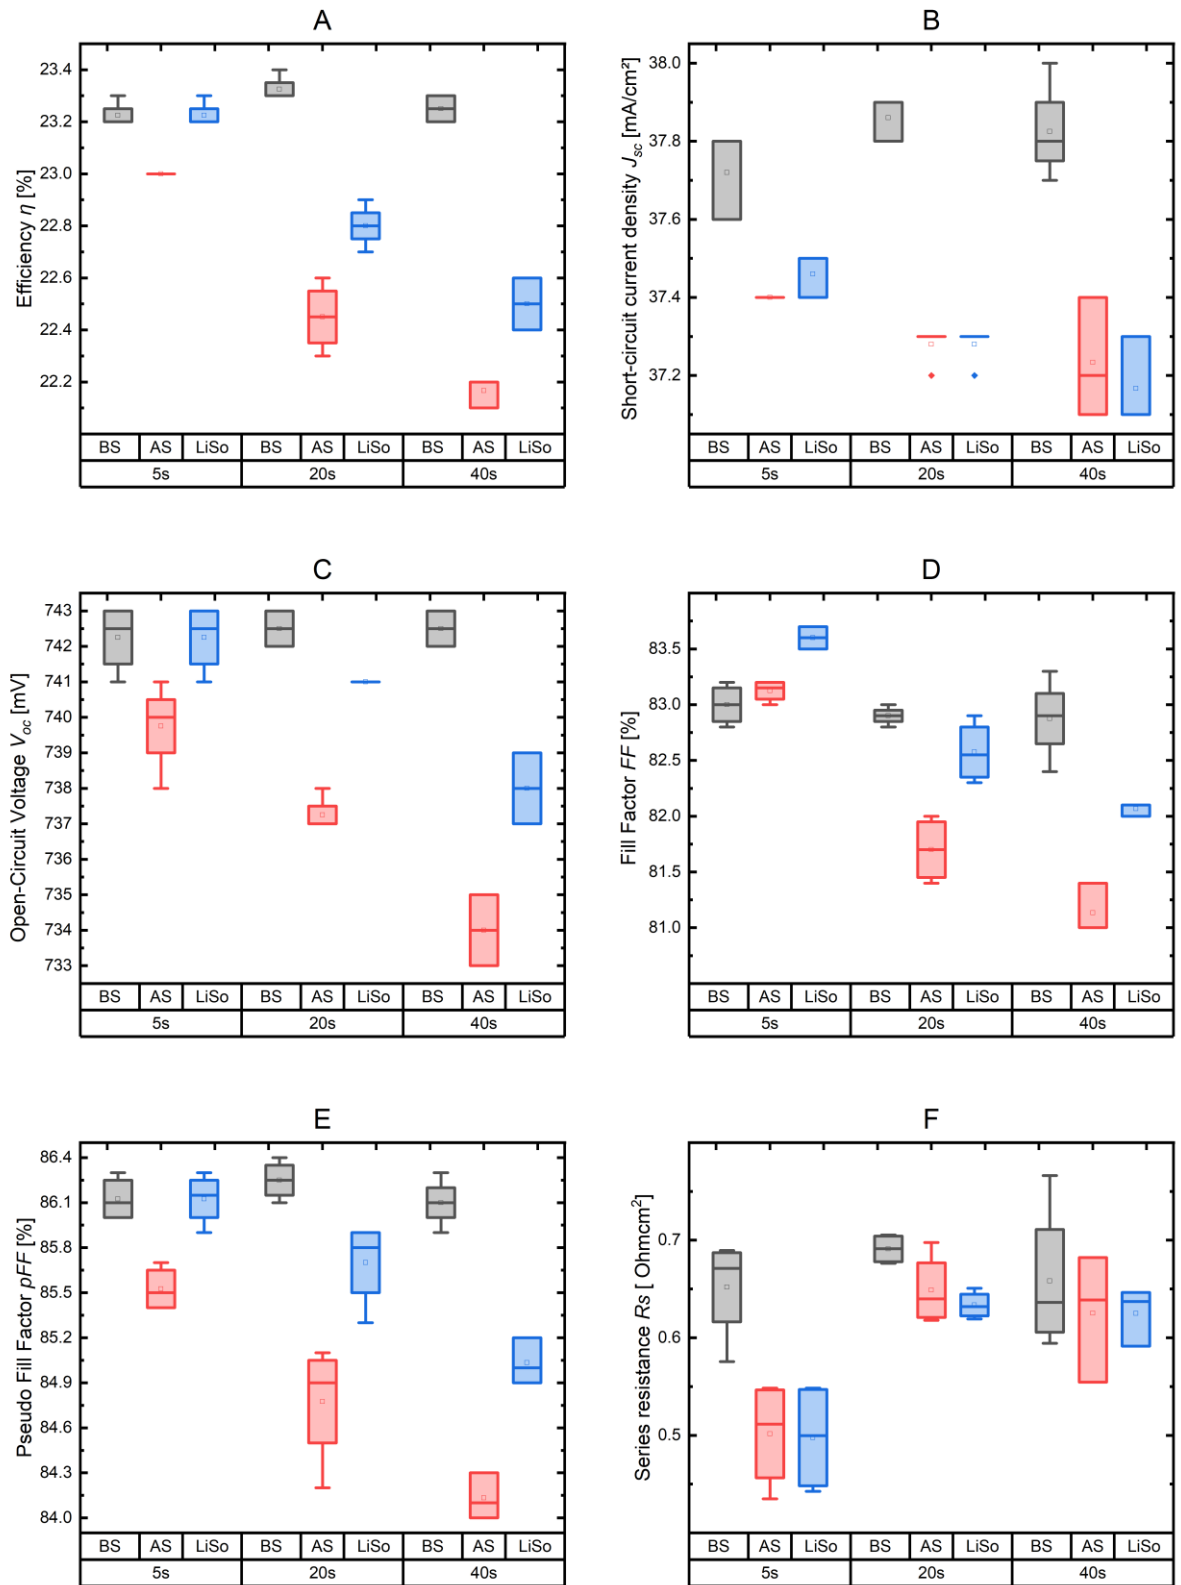 A
Efficiency η [%]
23.4
23.2
23.0
22.8
22.6
22.4
22.2
BS AS LiSo BS AS LiSo BS AS LiSo
5s 20s 40s
B
Short-circuit current density Jsc [mA/cm²]
38.0
37.8
37.6
37.4
37.2
BS AS LiSo BS AS LiSo BS AS LiSo
5s 20s 40s
C
Open-Circuit Voltage Voc [mV]
743
742
741
740
739
738
737
736
735
734
733
BS AS LiSo BS AS LiSo BS AS LiSo
5s 20s 40s
D
Fill Factor FF [%]
83.5
83.0
82.5
82.0
81.5
81.0
BS AS LiSo BS AS LiSo BS AS LiSo
5s 20s 40s
E
Pseudo Fill Factor pFF [%]
86.4
86.1
85.8
85.5
85.2
84.9
84.6
84.3
84.0
BS AS LiSo BS AS LiSo BS AS LiSo
5s 20s 40s
F
Series resistance Rs [ Ohmcm²]
0.7
0.6
0.5
BS AS LiSo BS AS LiSo BS AS LiSo
5s 20s 40s